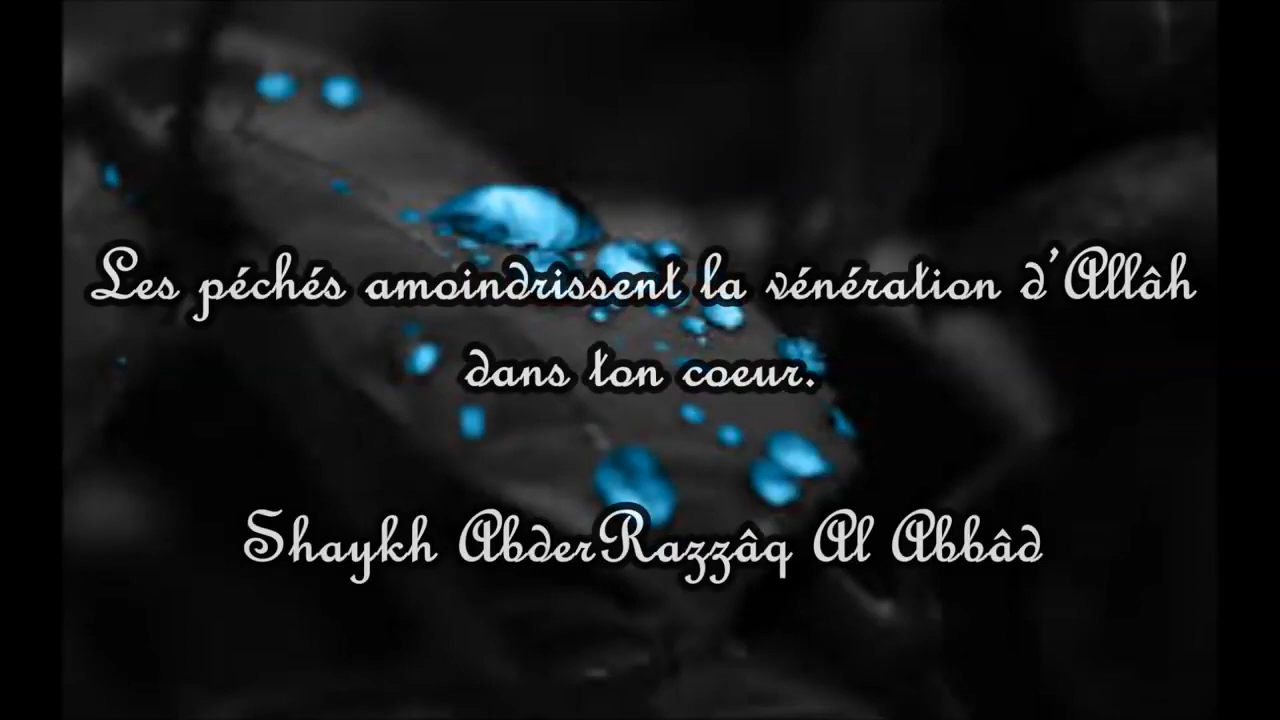 Les péchés amoindrissent la vénération d'Allâh
dans ton coeur.
Shaykh AbderRazzâq Al Abbâd